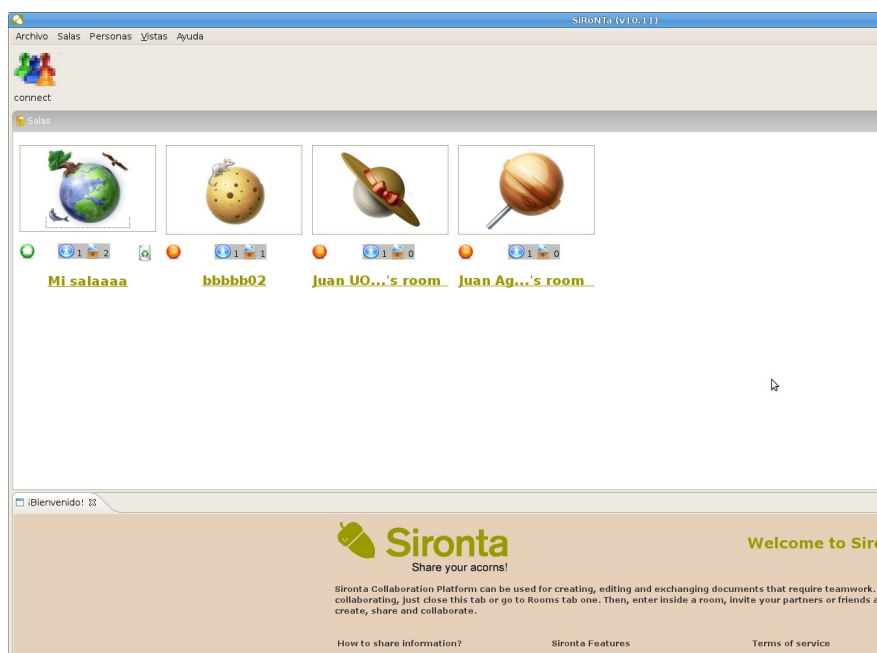 SiRoNTa (v10.11)
Archivo Salas Personas Vistas Ayuda
connect
Salas
1 2 1 1 1 0 1 0
Mi salaaaa bbbbb02 Juan UO...'s room Juan Ag...'s room
¡Bienvenido!
Sironta
Share your acorns!
Welcome to Siro
Sironta Collaboration Platform can be used for creating, editing and exchanging documents that require teamwork.
collaborating, just close this tab or go to Rooms tab one. Then, enter inside a room, invite your partners or friends a
create, share and collaborate.
How to share information? Sironta Features Terms of service